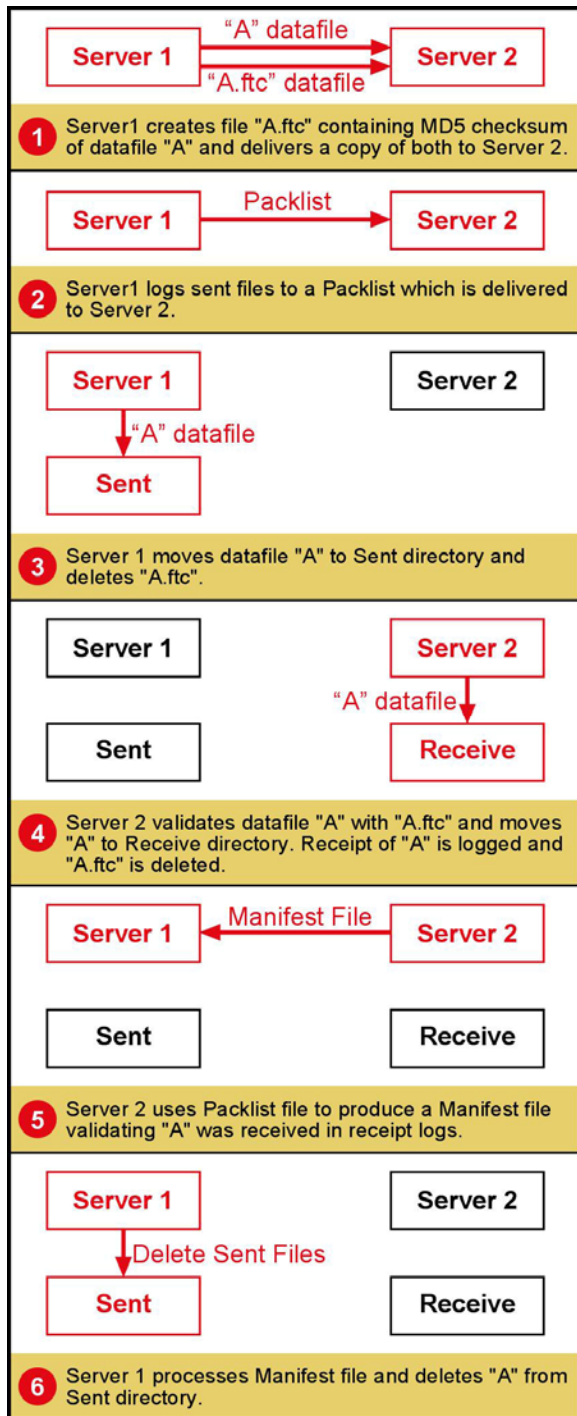 “A” datafile
Server 1
Server 2
“A.ftc” datafile
1
Server1 creates file "A.ftc" containing MD5 checksum
of datafile "A" and delivers a copy of both to Server 2.
Packlist
Server 1
Server 2
2
Server1 logs sent files to a Packlist which is delivered
to Server 2.
Server 1
Server 2
“A” datafile
Sent
3
Server 1 moves datafile "A" to Sent directory and
deletes "A.ftc".
Server 1
Server 2
“A” datafile
Sent
Receive
4
Server 2 validates datafile "A" with "A.ftc" and moves
"A" to Receive directory. Receipt of "A" is logged and
"A.ftc" is deleted.
Manifest File
Server 1
Server 2
Sent
Receive
5
Server 2 uses Packlist file to produce a Manifest file
validating "A" was received in receipt logs.
Server 1
Server 2
Delete Sent Files
Sent
Receive
6
Server 1 processes Manifest file and deletes "A" from
Sent directory.